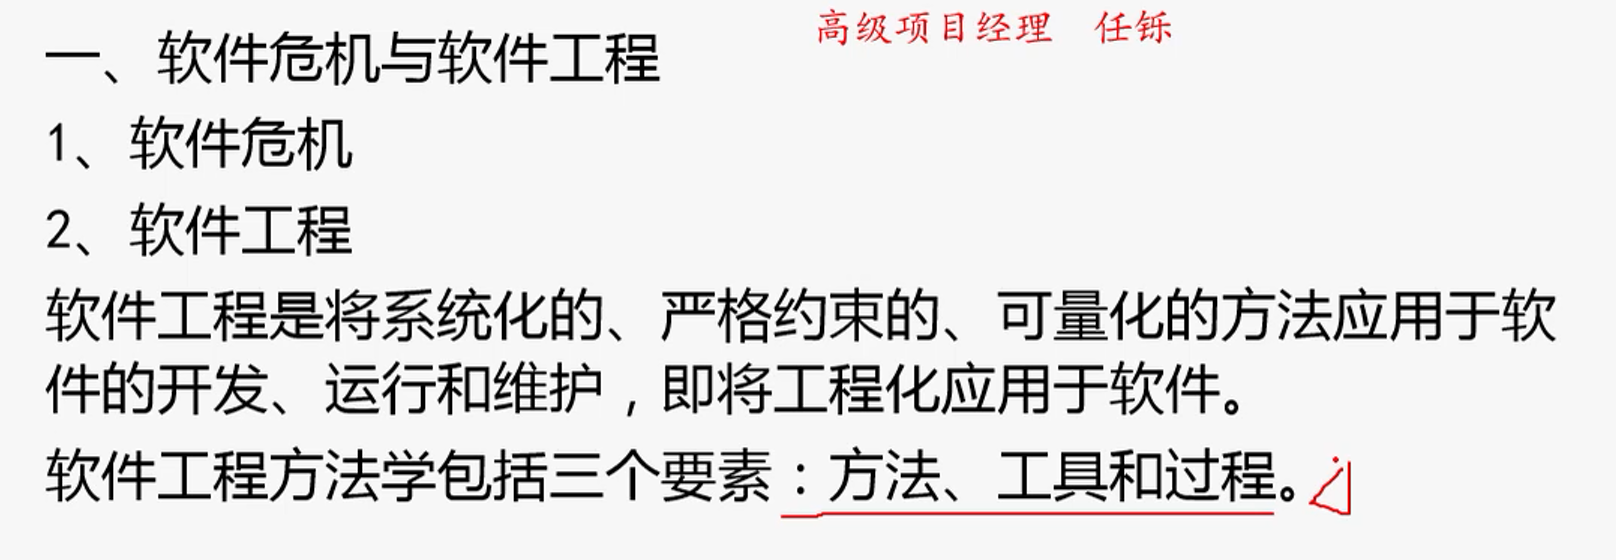 高级项目经理 任铄
一、软件危机与软件工程
1、软件危机
2、软件工程
软件工程是将系统化的、严格约束的、可量化的方法应用于软
件的开发、运行和维护，即将工程化应用于软件。
软件工程方法学包括三个要素：方法、工具和过程。